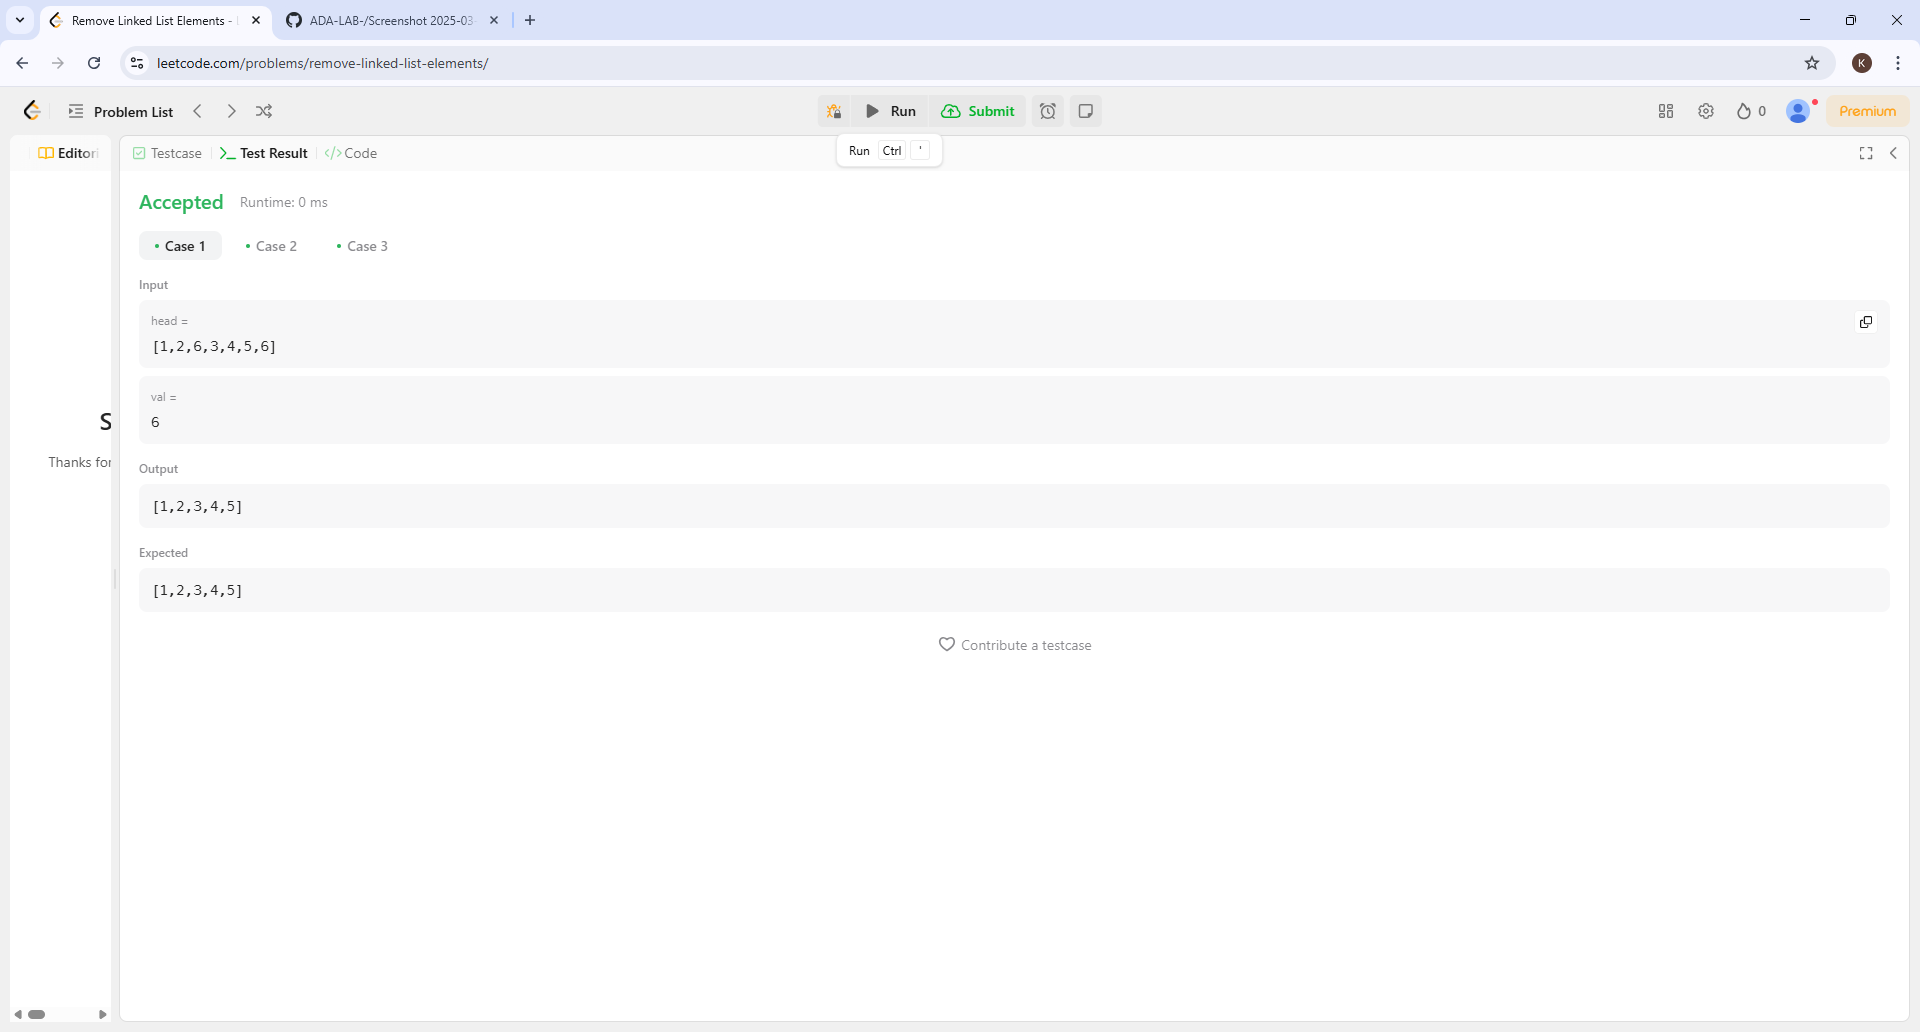 Remove Linked List Elements -
ADA-LAB-/Screenshot 2025-03-
leetcode.com/problems/remove-linked-list-elements/
K
Problem List
Run
Submit
0
Premium
Run Ctrl '
Editori
Testcase
Test Result
Code
Accepted
Runtime: 0 ms
Case 1
Case 2
Case 3
Input
head =
[1,2,6,3,4,5,6]
val =
6
Output
[1,2,3,4,5]
Expected
[1,2,3,4,5]
Contribute a testcase
S
Thanks for